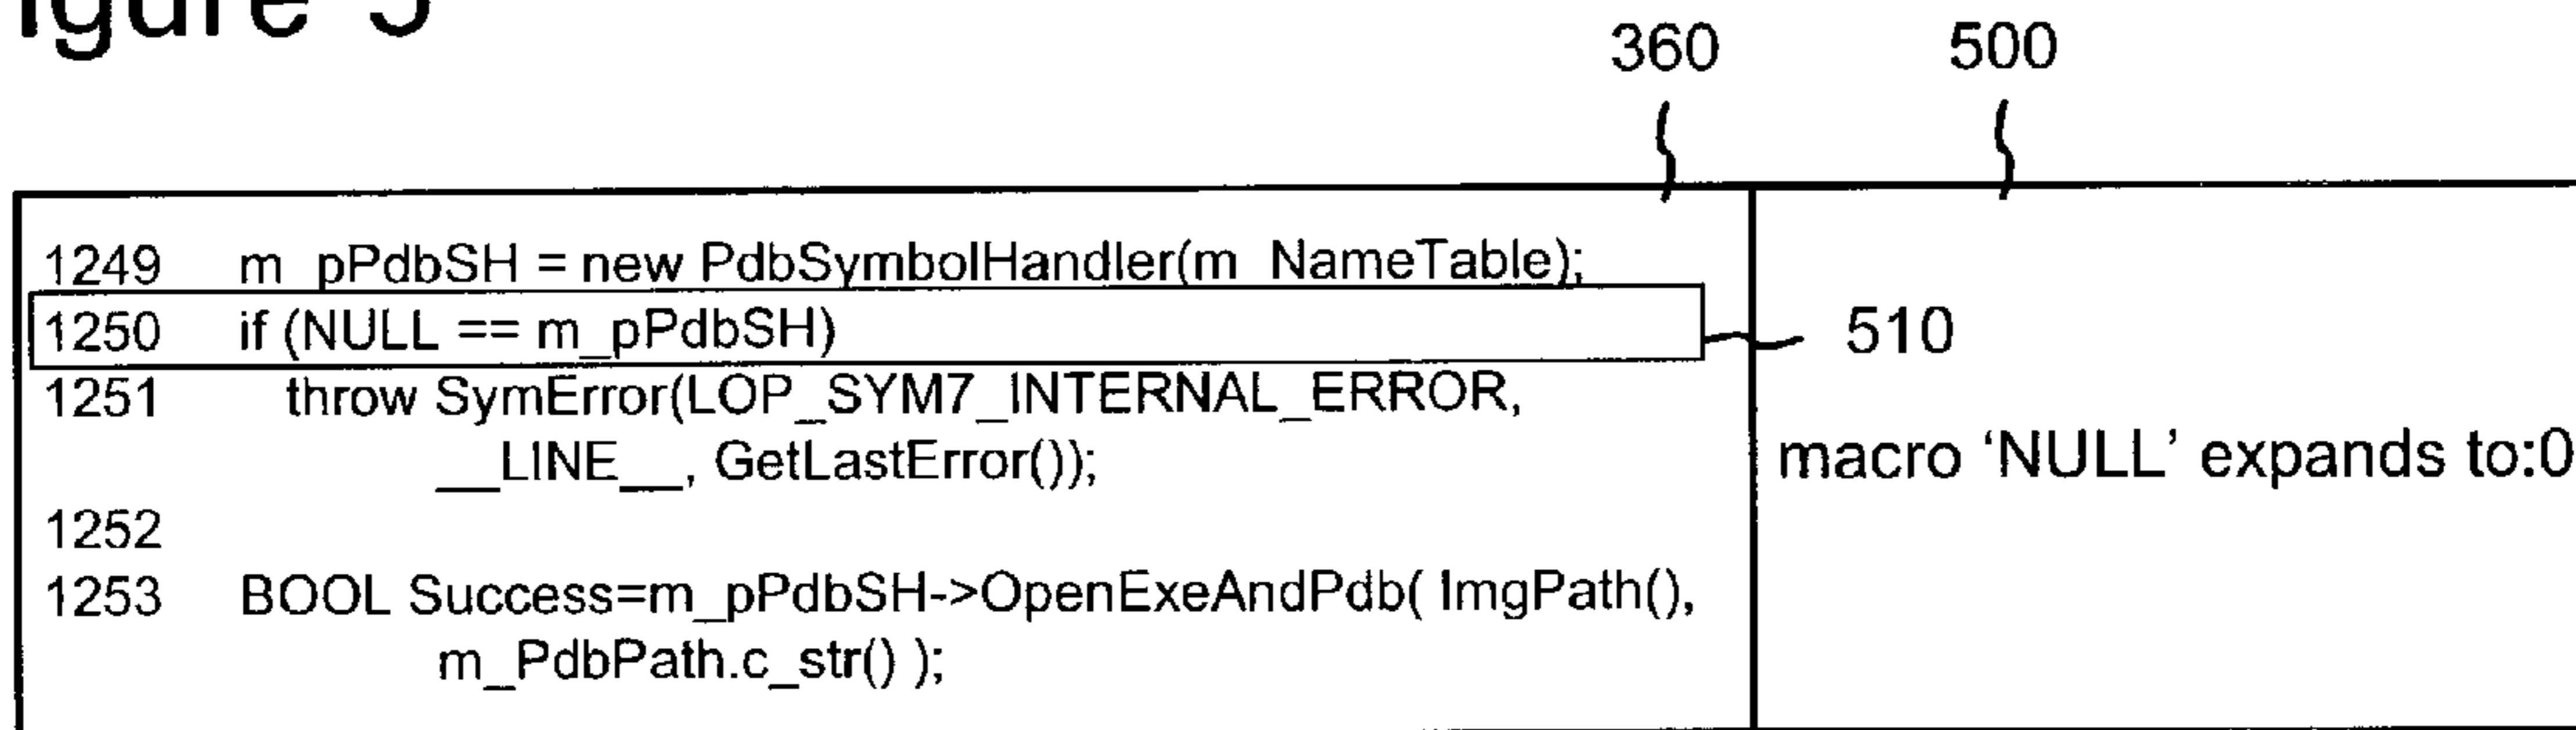 igure 5
360 500
1249 m_pPdbSH = new PdbSymbolHandler(m_NameTable);
1250 if (NULL == m_pPdbSH)
510
1251 throw SymError(LOP_SYM7_INTERNAL_ERROR,
__LINE__, GetLastError());
macro ‘NULL’ expands to:0
1252
1253 BOOL Success=m_pPdbSH->OpenExeAndPdb( ImgPath(),
m_PdbPath.c_str() );